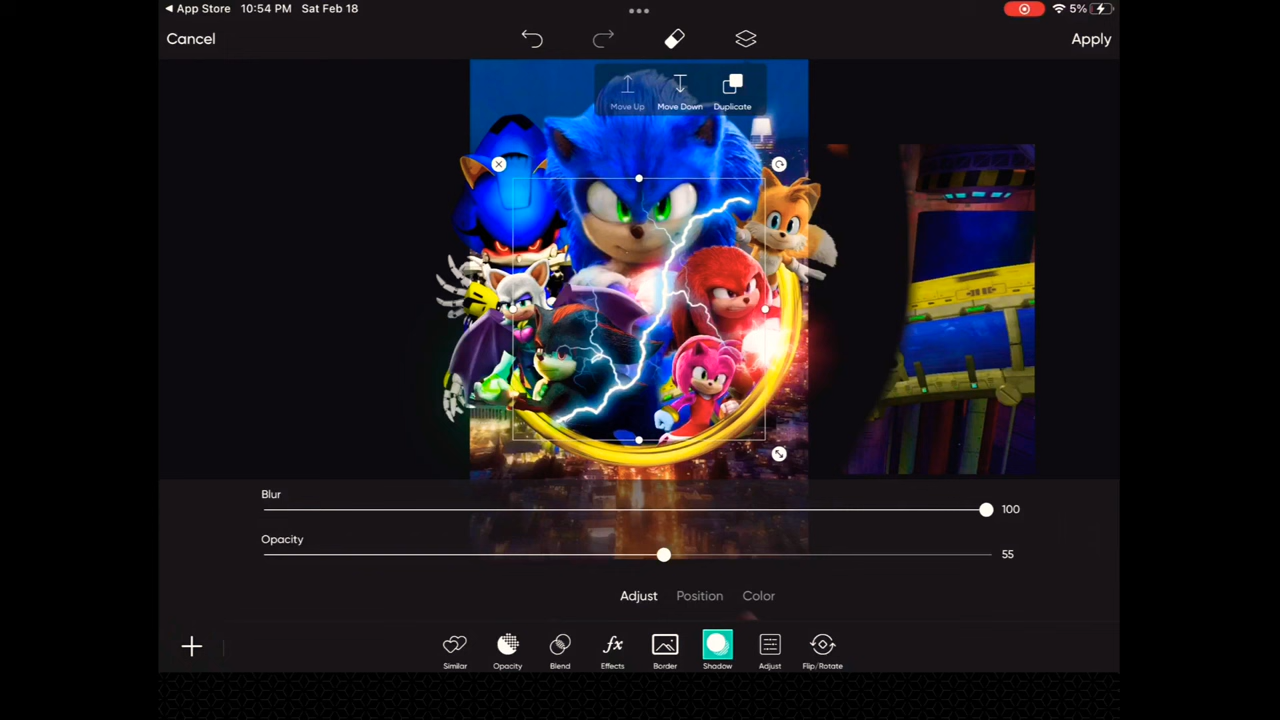 App Store 10:54 PM Sat Feb 18
5%
Cancel
Apply
Move Up Move Down Duplicate
Blur
100
Opacity
55
Adjust Position Color
Similar Opacity Blend Effects Border Shadow Adjust Flip/Rotate